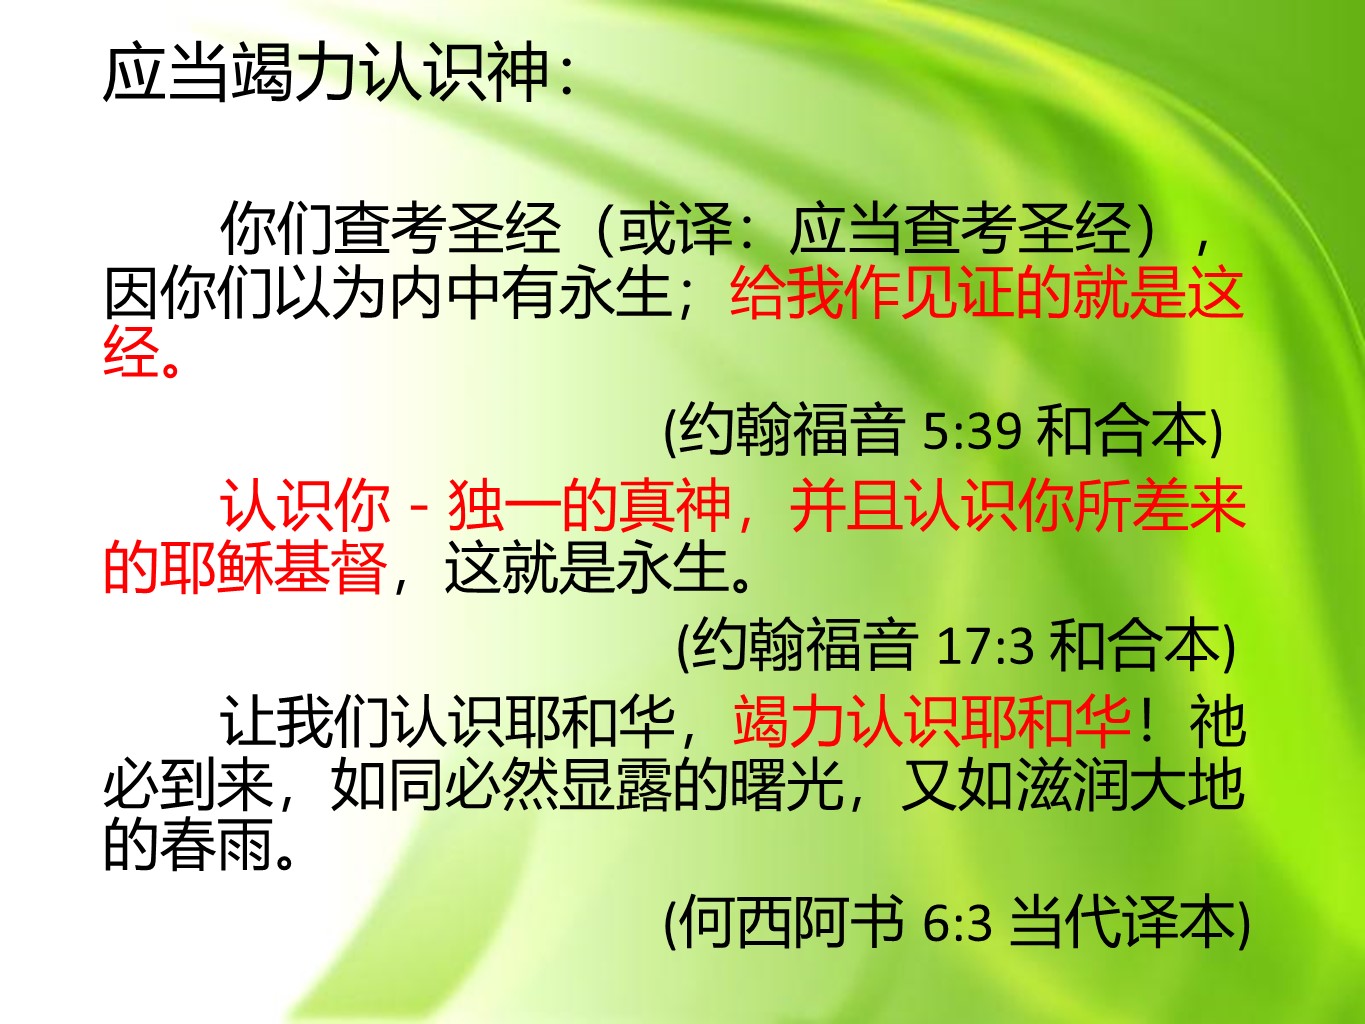 应当竭力认识神：
你们查考圣经（或译：应当查考圣经），
因你们以为内中有永生；给我作见证的就是这
经。
(约翰福音 5:39 和合本)
认识你 - 独一的真神，并且认识你所差来
的耶稣基督，这就是永生。
(约翰福音 17:3 和合本)
让我们认识耶和华，竭力认识耶和华！祂
必到来，如同必然显露的曙光，又如滋润大地
的春雨。
(何西阿书 6:3 当代译本)